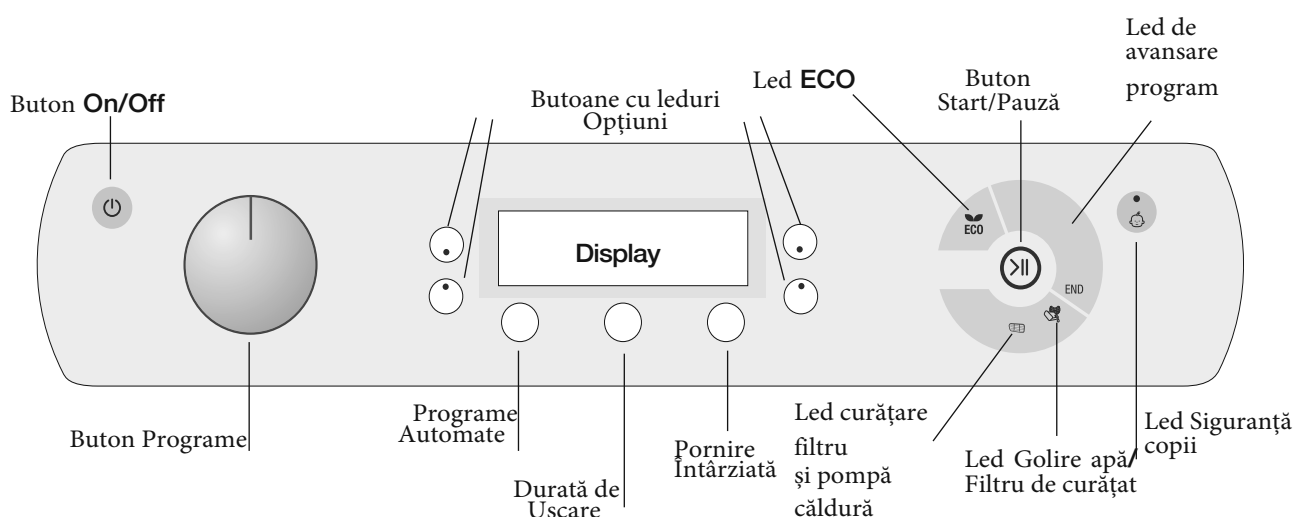 Led de
avansare
program
Led ECO
Buton
Start/Pauză
Butoane cu leduri
Opțiuni
Buton On/Off
ECO
Display
END
Programe
Automate
Buton Programe
Durată de
Uscare
Pornire
Întârziată
Led curățare
filtru
și pompă
căldură
Led Golire apă/
Filtru de curățat
Led Siguranță
copii